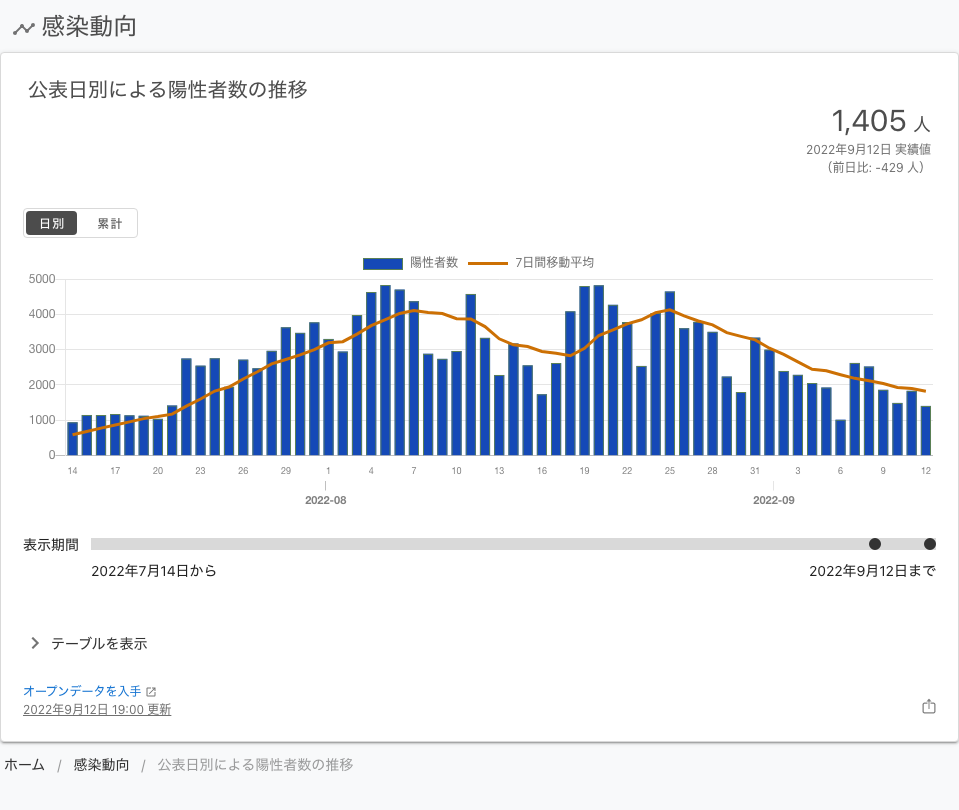 感染動向
公表日別による陽性者数の推移
1,405 人
2022年9月12日 実績値
（前日比: -429 人）
日別 累計
陽性者数 7日間移動平均
5000
4000
3000
2000
1000
0
14 17 20 23 26 29 1 4 7 10 13 16 19 22 25 28 31 3 6 9 12
2022-08 2022-09
表示期間
2022年7月14日から 2022年9月12日まで
テーブルを表示
オープンデータを入手
2022年9月12日 19:00 更新
ホーム / 感染動向 / 公表日別による陽性者数の推移